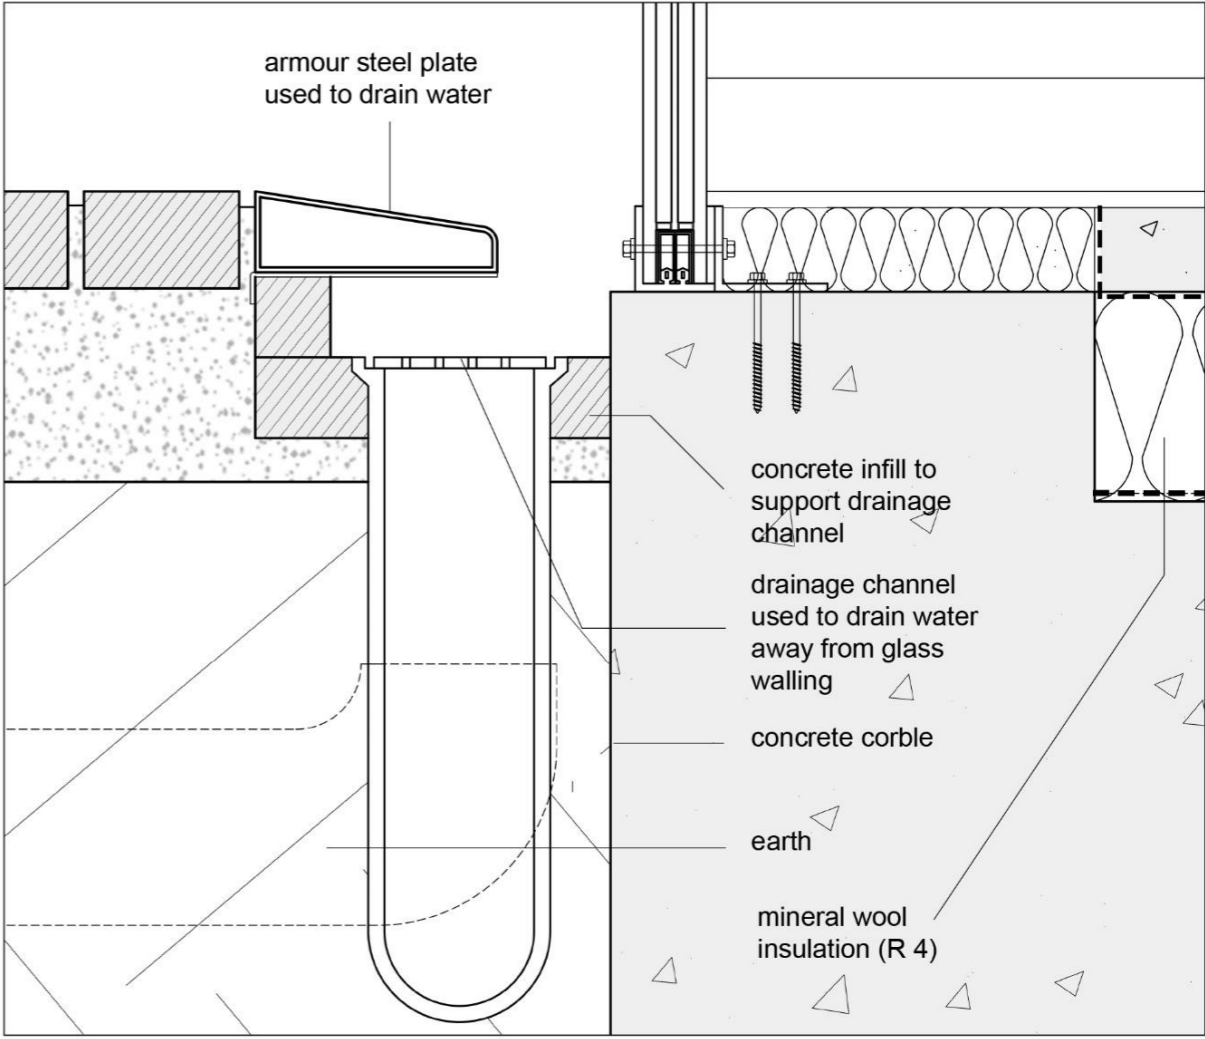 armour steel plate
used to drain water
concrete infill to
support drainage
channel
drainage channel
used to drain water
away from glass
walling
concrete corble
earth
mineral wool
insulation (R 4)